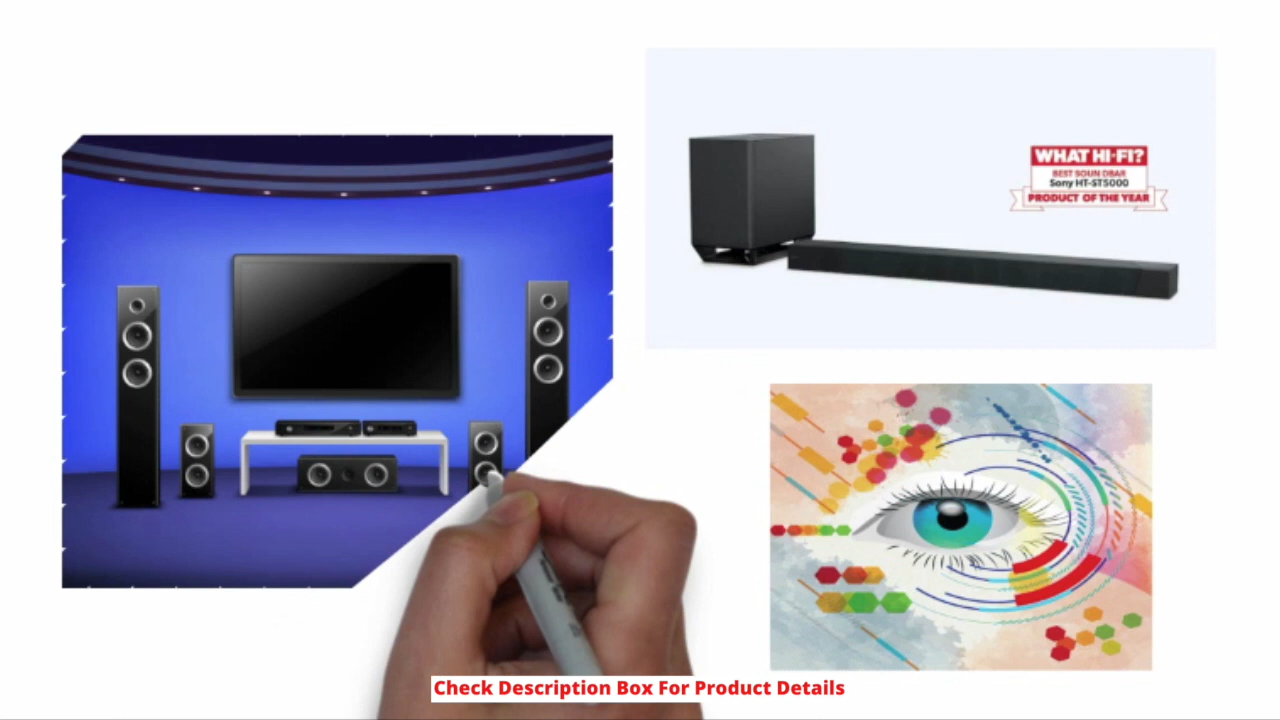 WHAT HI-FI?
BEST SOUN DBAR
Sony HT-ST5000
PRODUCT OF THE YEAR
Check Description Box For Product Details